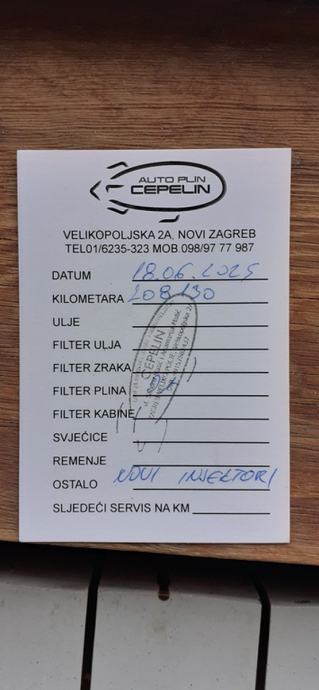 AUTO PLIN
CEPELIN
VELIKOPOLJSKA 2A, NOVI ZAGREB
TEL01/6235-323 MOB.098/97 77 987
DATUM 18.06.2025
KILOMETARA 208130
ULJE
FILTER ULJA
FILTER ZRAKA
FILTER PLINA
FILTER KABINE
CEPELIN
SVJEĆICE
REMENJE
OSTALO NOVI INJEKTORI
SLJEDEĆI SERVIS NA KM